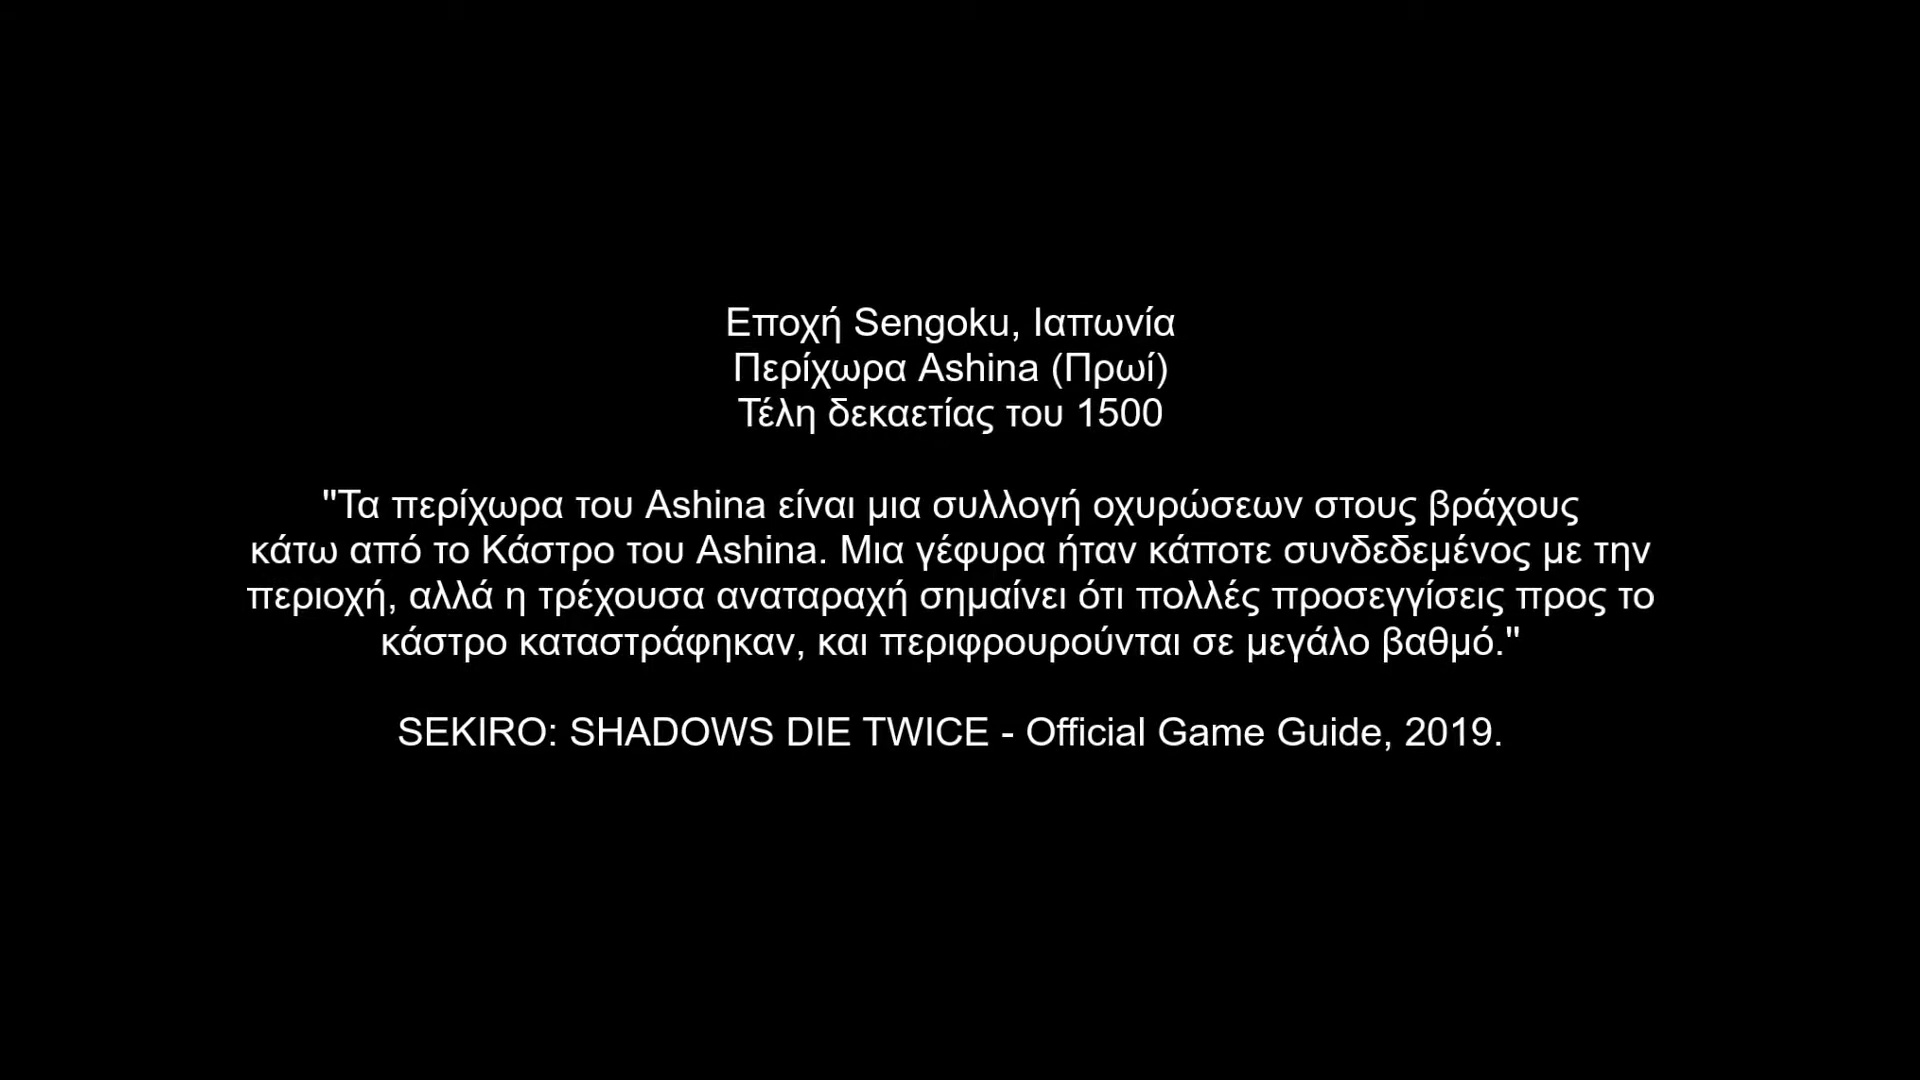 Εποχή Sengoku, Ιαπωνία
Περίχωρα Ashina (Πρωί)
Τέλη δεκαετίας του 1500
"Τα περίχωρα του Ashina είναι μια συλλογή οχυρώσεων στους βράχους
κάτω από το Κάστρο του Ashina. Μια γέφυρα ήταν κάποτε συνδεδεμένος με την
περιοχή, αλλά η τρέχουσα αναταραχή σημαίνει ότι πολλές προσεγγίσεις προς το
κάστρο καταστράφηκαν, και περιφρουρούνται σε μεγάλο βαθμό."
SEKIRO: SHADOWS DIE TWICE - Official Game Guide, 2019.